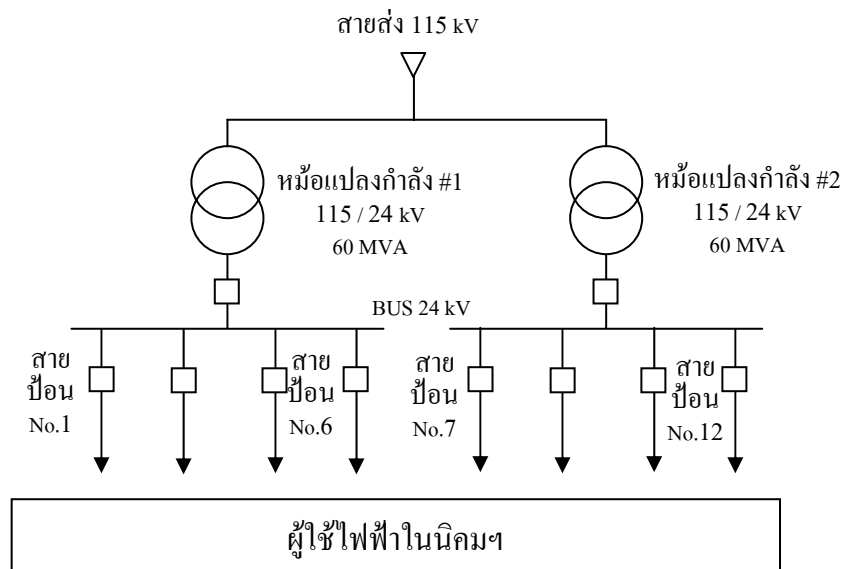 สายส่ง 115 kV
หม้อแปลงกำลัง #1
115 / 24 kV
60 MVA
หม้อแปลงกำลัง #2
115 / 24 kV
60 MVA
BUS 24 kV
สาย
ป้อน
No.1
สาย
ป้อน
No.6
สาย
ป้อน
No.7
สาย
ป้อน
No.12
ผู้ใช้ไฟฟ้าในนิคมฯ